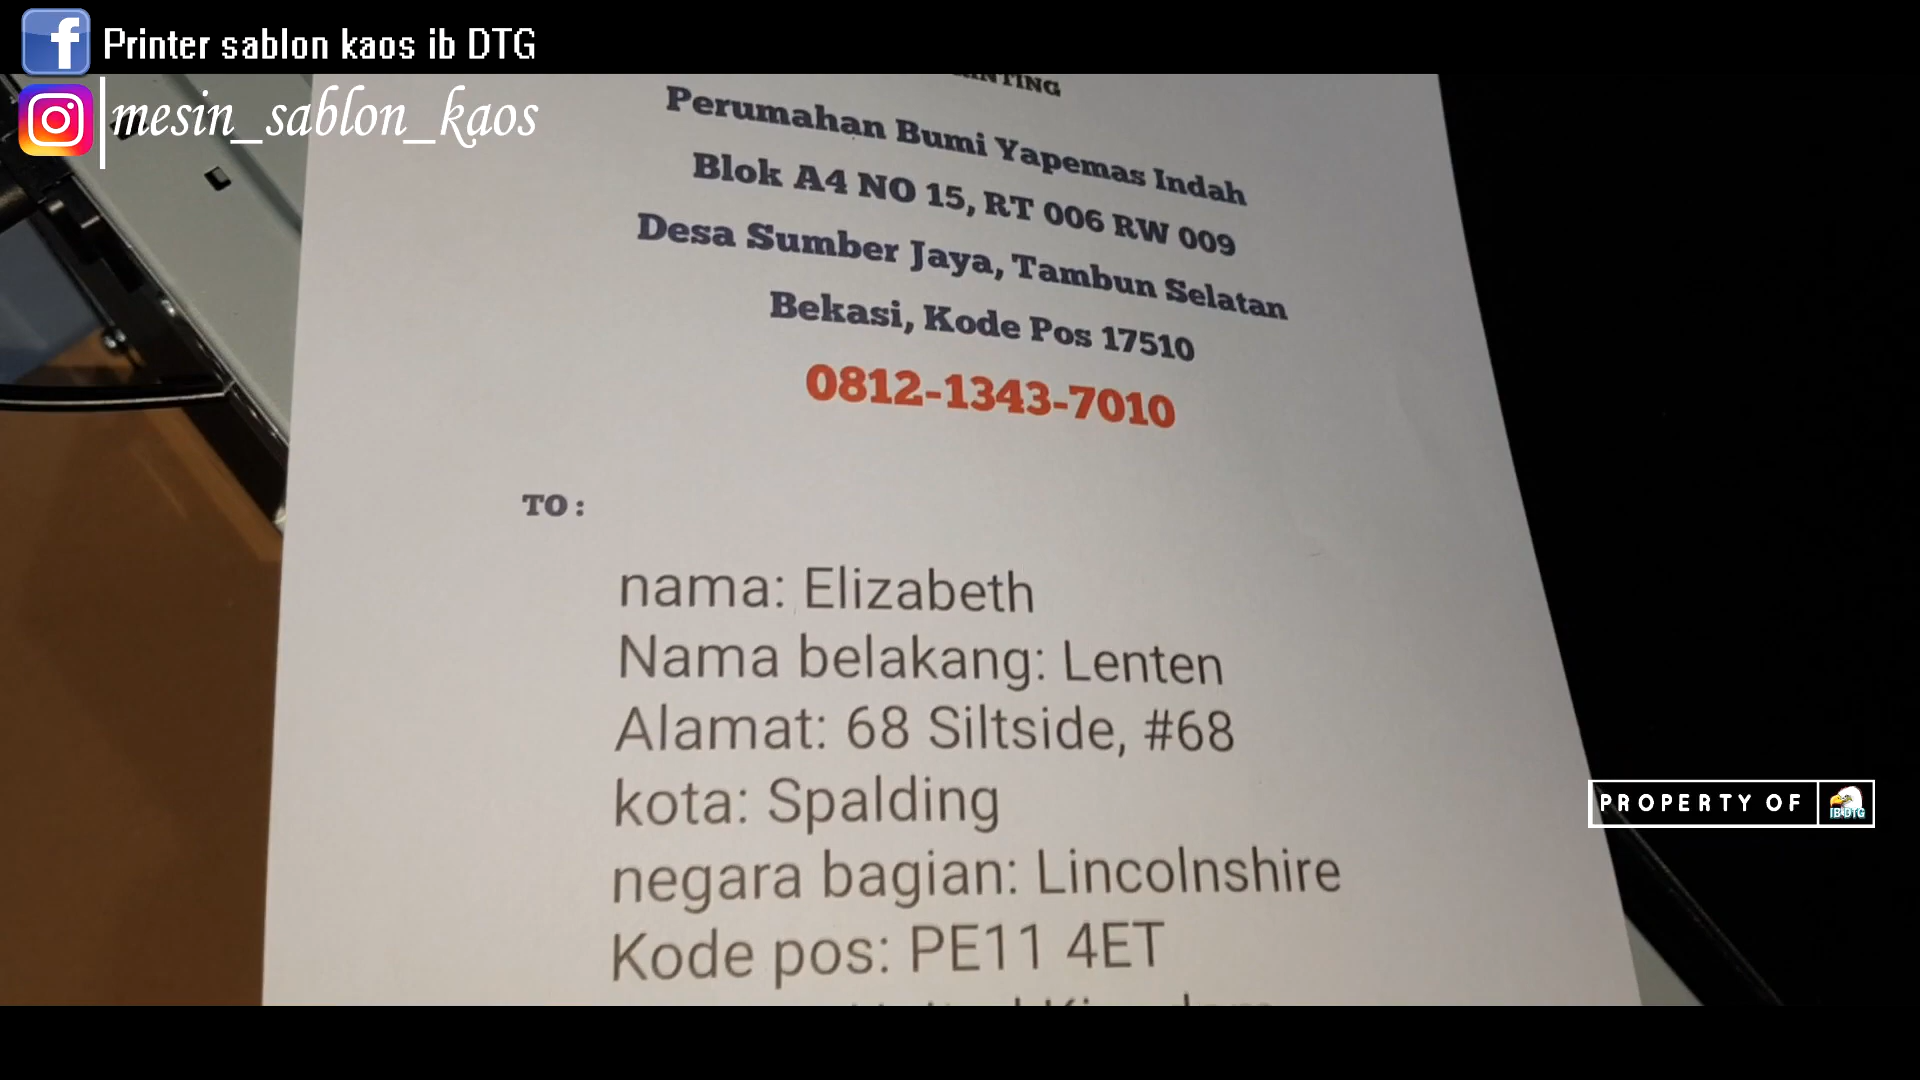 Printer sablon kaos ib DTG
mesin_sablon_kaos
Perumahan Bumi Yapemas Indah
Blok A4 NO 15, RT 006 RW 009
Desa Sumber Jaya, Tambun Selatan
Bekasi, Kode Pos 17510
0812-1343-7010
TO :
nama: Elizabeth
Nama belakang: Lenten
Alamat: 68 Siltside, #68
kota: Spalding
negara bagian: Lincolnshire
Kode pos: PE11 4ET
PROPERTY OF
IB DTG